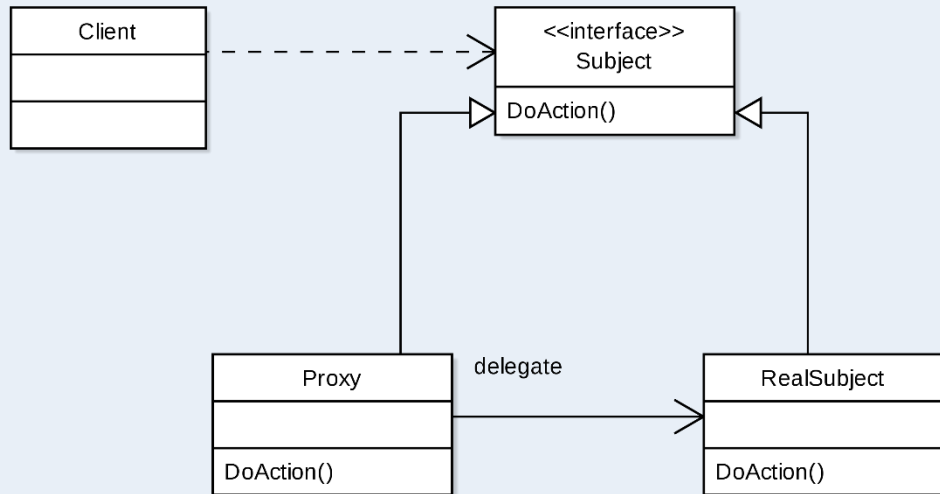 Client
<<interface>>
Subject
DoAction()
Proxy
delegate
RealSubject
DoAction()
DoAction()